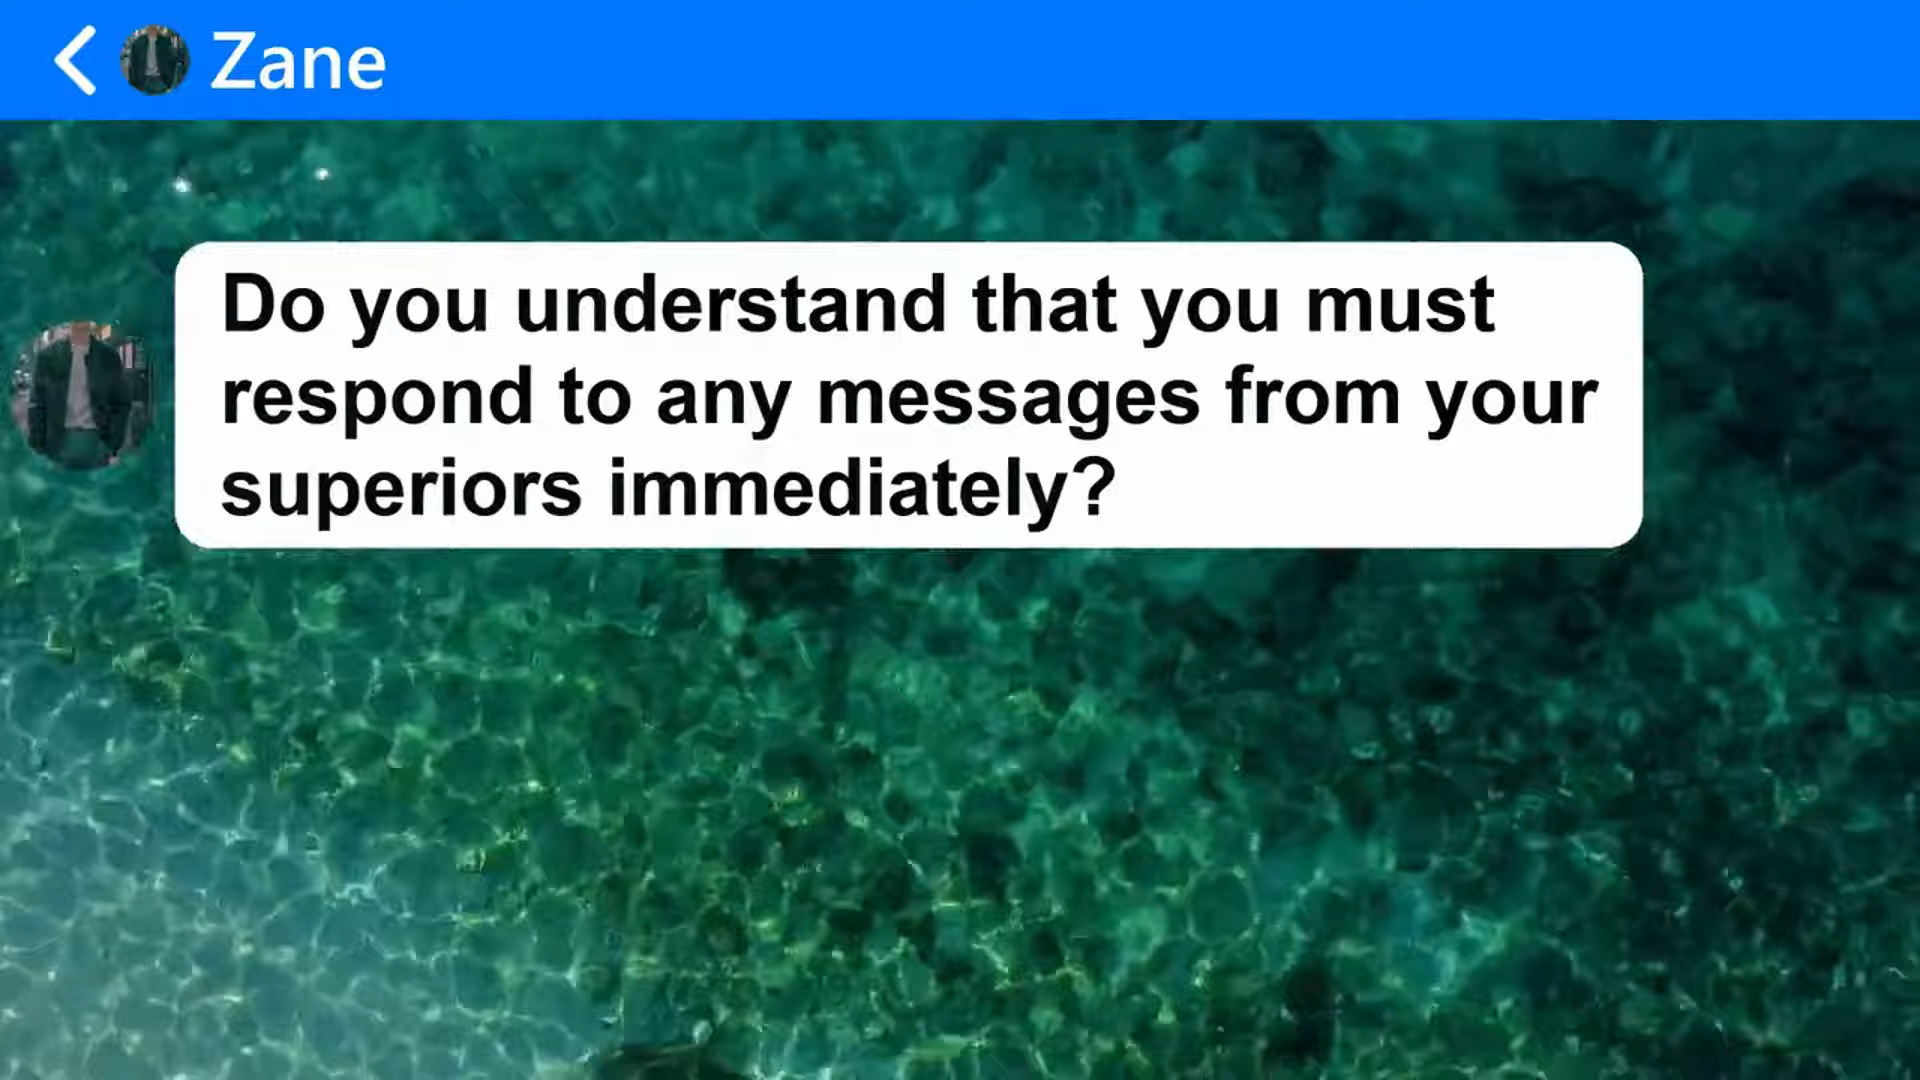 Zane
Do you understand that you must
respond to any messages from your
superiors immediately?